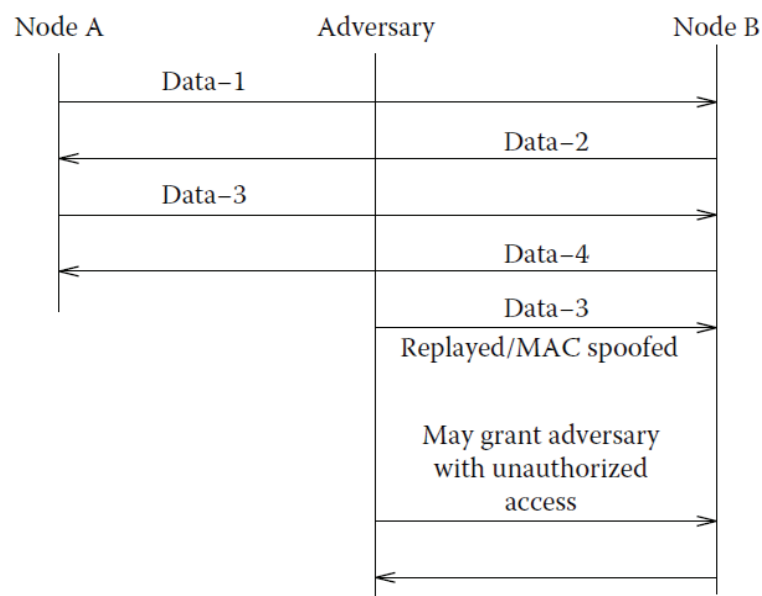 Node A Adversary Node B
Data–1
Data–2
Data–3
Data–4
Data–3
Replayed/MAC spoofed
May grant adversary
with unauthorized
access